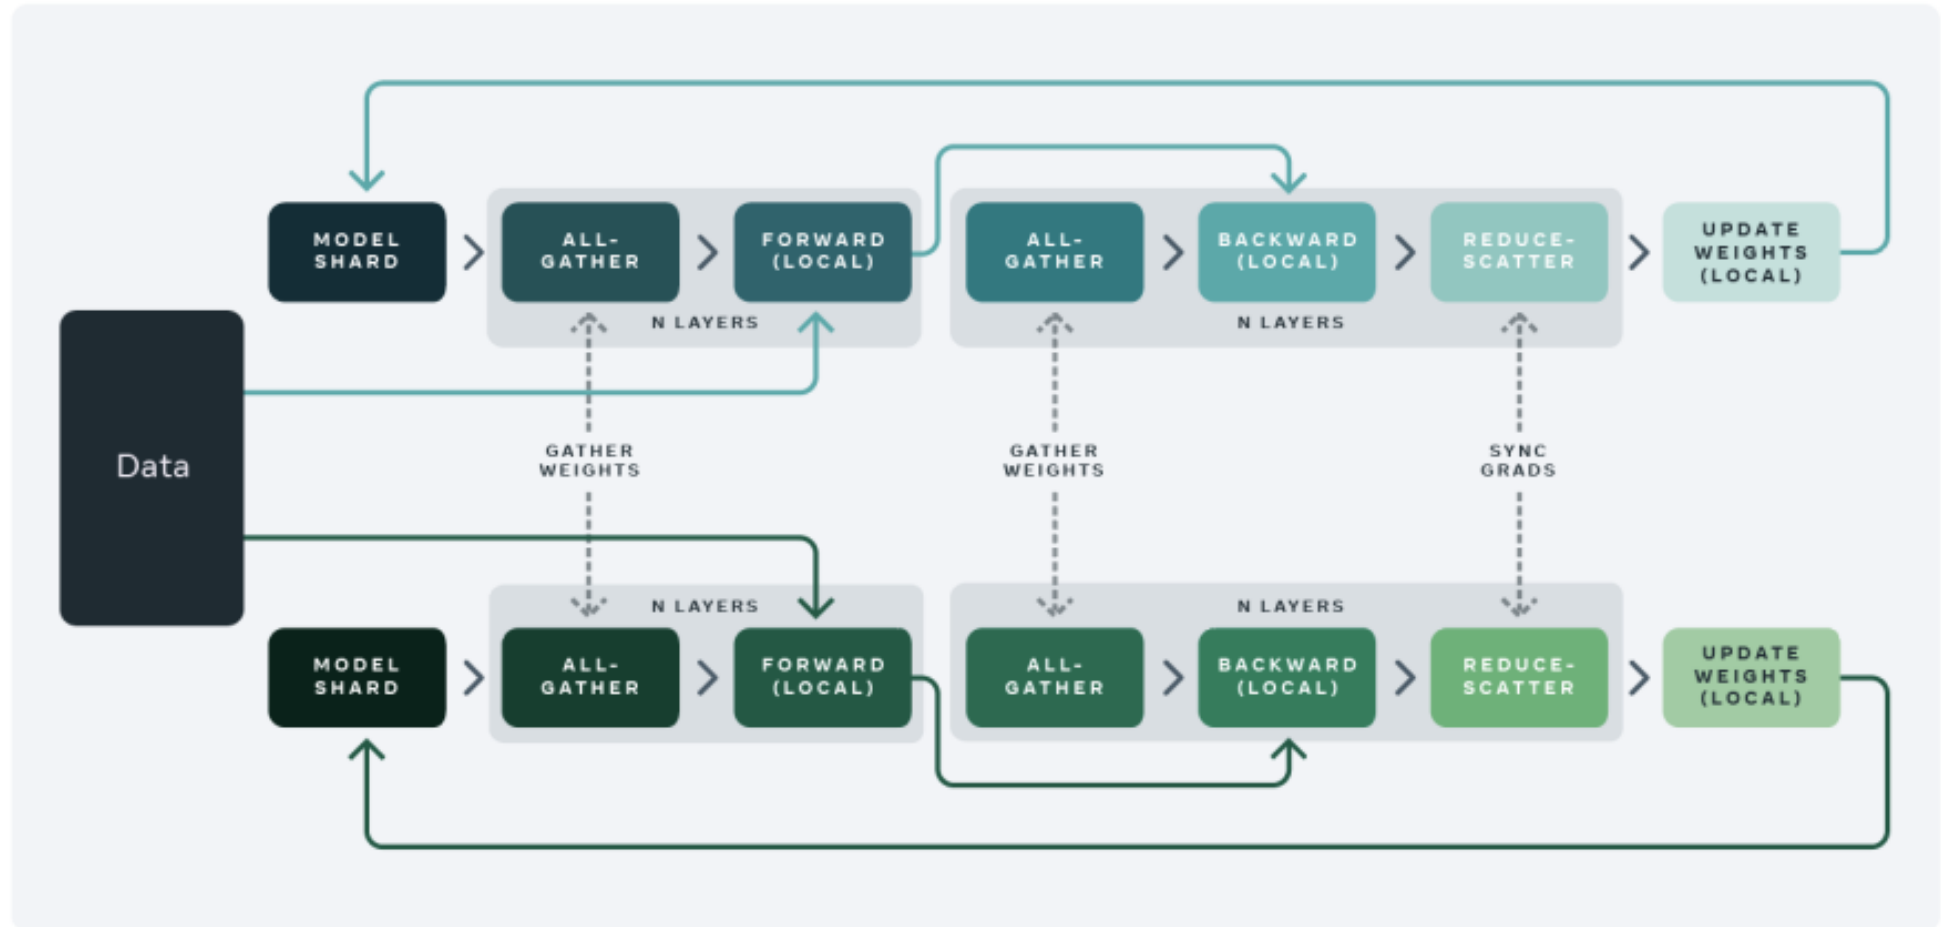 MODEL
SHARD
ALL-
GATHER
FORWARD
(LOCAL)
ALL-
GATHER
BACKWARD
(LOCAL)
REDUCE-
SCATTER
UPDATE
WEIGHTS
(LOCAL)
N LAYERS
N LAYERS
Data
GATHER
WEIGHTS
GATHER
WEIGHTS
SYNC
GRADS
N LAYERS
N LAYERS
MODEL
SHARD
ALL-
GATHER
FORWARD
(LOCAL)
ALL-
GATHER
BACKWARD
(LOCAL)
REDUCE-
SCATTER
UPDATE
WEIGHTS
(LOCAL)